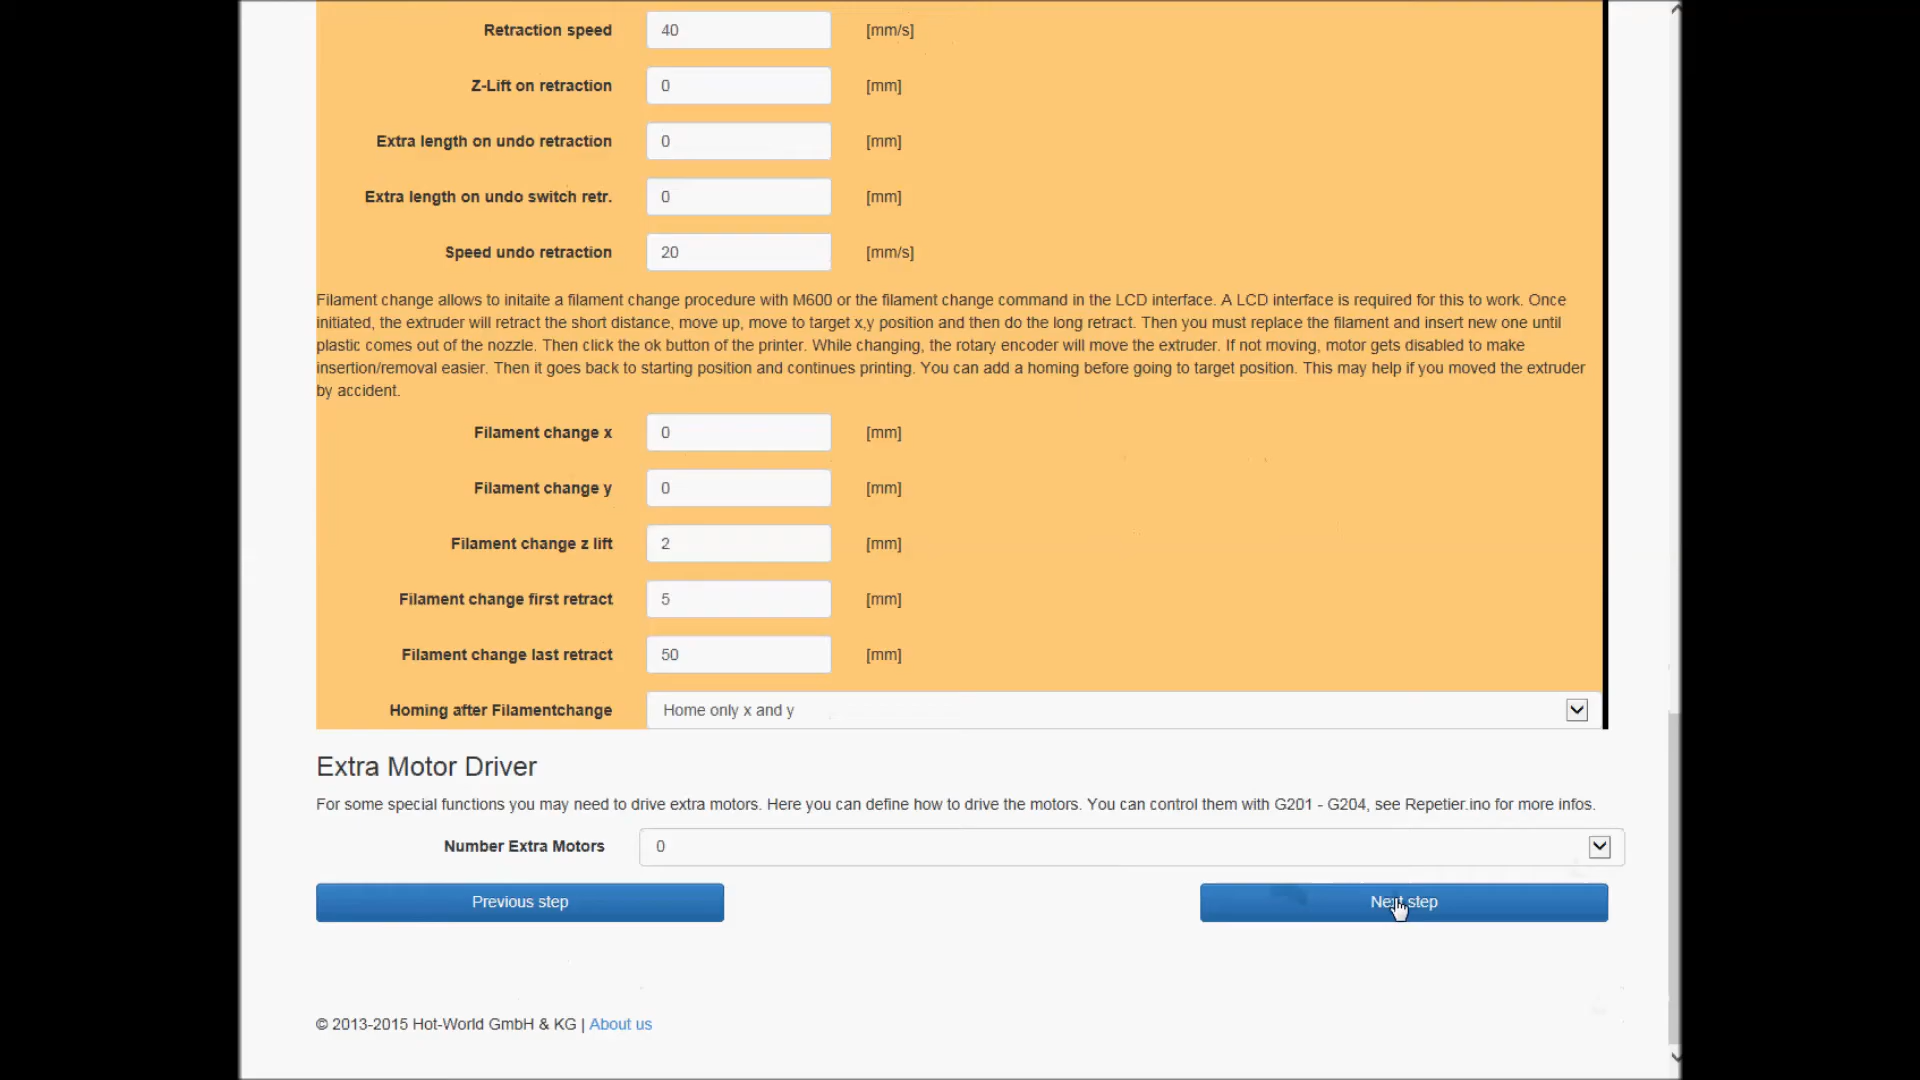 Retraction speed 40 [mm/s]
Z-Lift on retraction 0 [mm]
Extra length on undo retraction 0 [mm]
Extra length on undo switch retr. 0 [mm]
Speed undo retraction 20 [mm/s]
Filament change allows to initaite a filament change procedure with M600 or the filament change command in the LCD interface. A LCD interface is required for this to work. Once
initiated, the extruder will retract the short distance, move up, move to target x,y position and then do the long retract. Then you must replace the filament and insert new one until
plastic comes out of the nozzle. Then click the ok button of the printer. While changing, the rotary encoder will move the extruder. If not moving, motor gets disabled to make
insertion/removal easier. Then it goes back to starting position and continues printing. You can add a homing before going to target position. This may help if you moved the extruder
by accident.
Filament change x 0 [mm]
Filament change y 0 [mm]
Filament change z lift 2 [mm]
Filament change first retract 5 [mm]
Filament change last retract 50 [mm]
Homing after Filamentchange Home only x and y
Extra Motor Driver
For some special functions you may need to drive extra motors. Here you can define how to drive the motors. You can control them with G201 - G204, see Repetier.ino for more infos.
Number Extra Motors 0
Previous step Next step
© 2013-2015 Hot-World GmbH & KG | About us